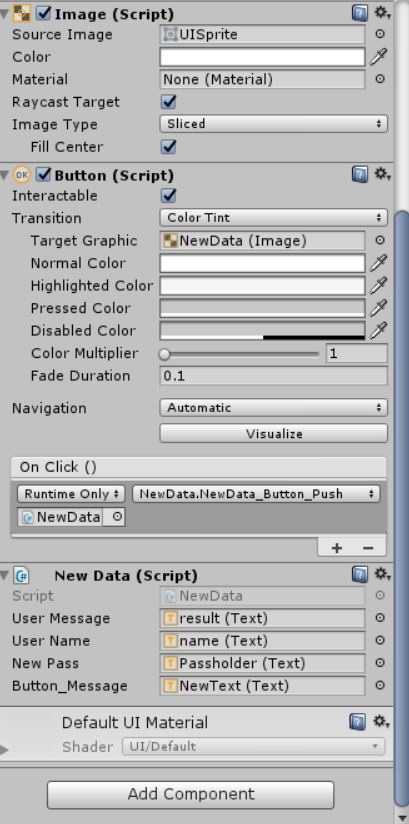 Image (Script)
Source Image UISprite
Color
Material None (Material)
Raycast Target
Image Type Sliced
Fill Center
OK Button (Script)
Interactable
Transition Color Tint
Target Graphic NewData (Image)
Normal Color
Highlighted Color
Pressed Color
Disabled Color
Color Multiplier 1
Fade Duration 0.1
Navigation Automatic
Visualize
On Click ()
Runtime Only NewData.NewData_Button_Push
NewData
+ −
C# New Data (Script)
Script NewData
User Message T result (Text)
User Name T name (Text)
New Pass T Passholder (Text)
Button_Message T NewText (Text)
Default UI Material
Shader UI/Default
Add Component